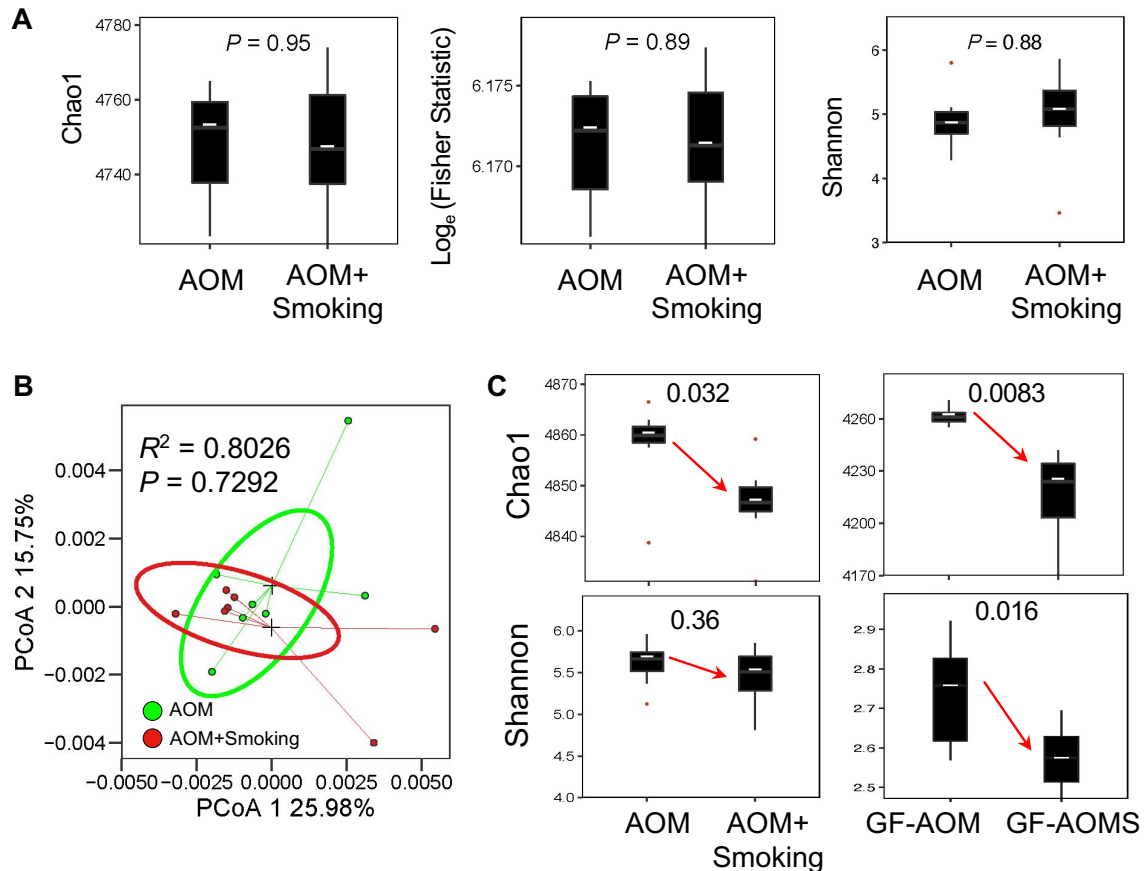 A
Chao1
4780
4760
4740
P = 0.95
AOM
AOM+
Smoking
Logₑ (Fisher Statistic)
6.175
6.170
P = 0.89
AOM
AOM+
Smoking
Shannon
6
5
4
3
P = 0.88
AOM
AOM+
Smoking
B
PCoA 2 15.75%
0.004
0.002
0.000
−0.002
−0.004
R² = 0.8026
P = 0.7292
AOM
AOM+Smoking
−0.0050 −0.0025 0.0000 0.0025 0.0050
PCoA 1 25.98%
C
Chao1
4870
4860
4850
4840
0.032
4260
4230
4200
4170
0.0083
Shannon
6.0
5.5
5.0
4.0
0.36
AOM
AOM+
Smoking
2.9
2.8
2.7
2.6
2.5
0.016
GF-AOM
GF-AOMS